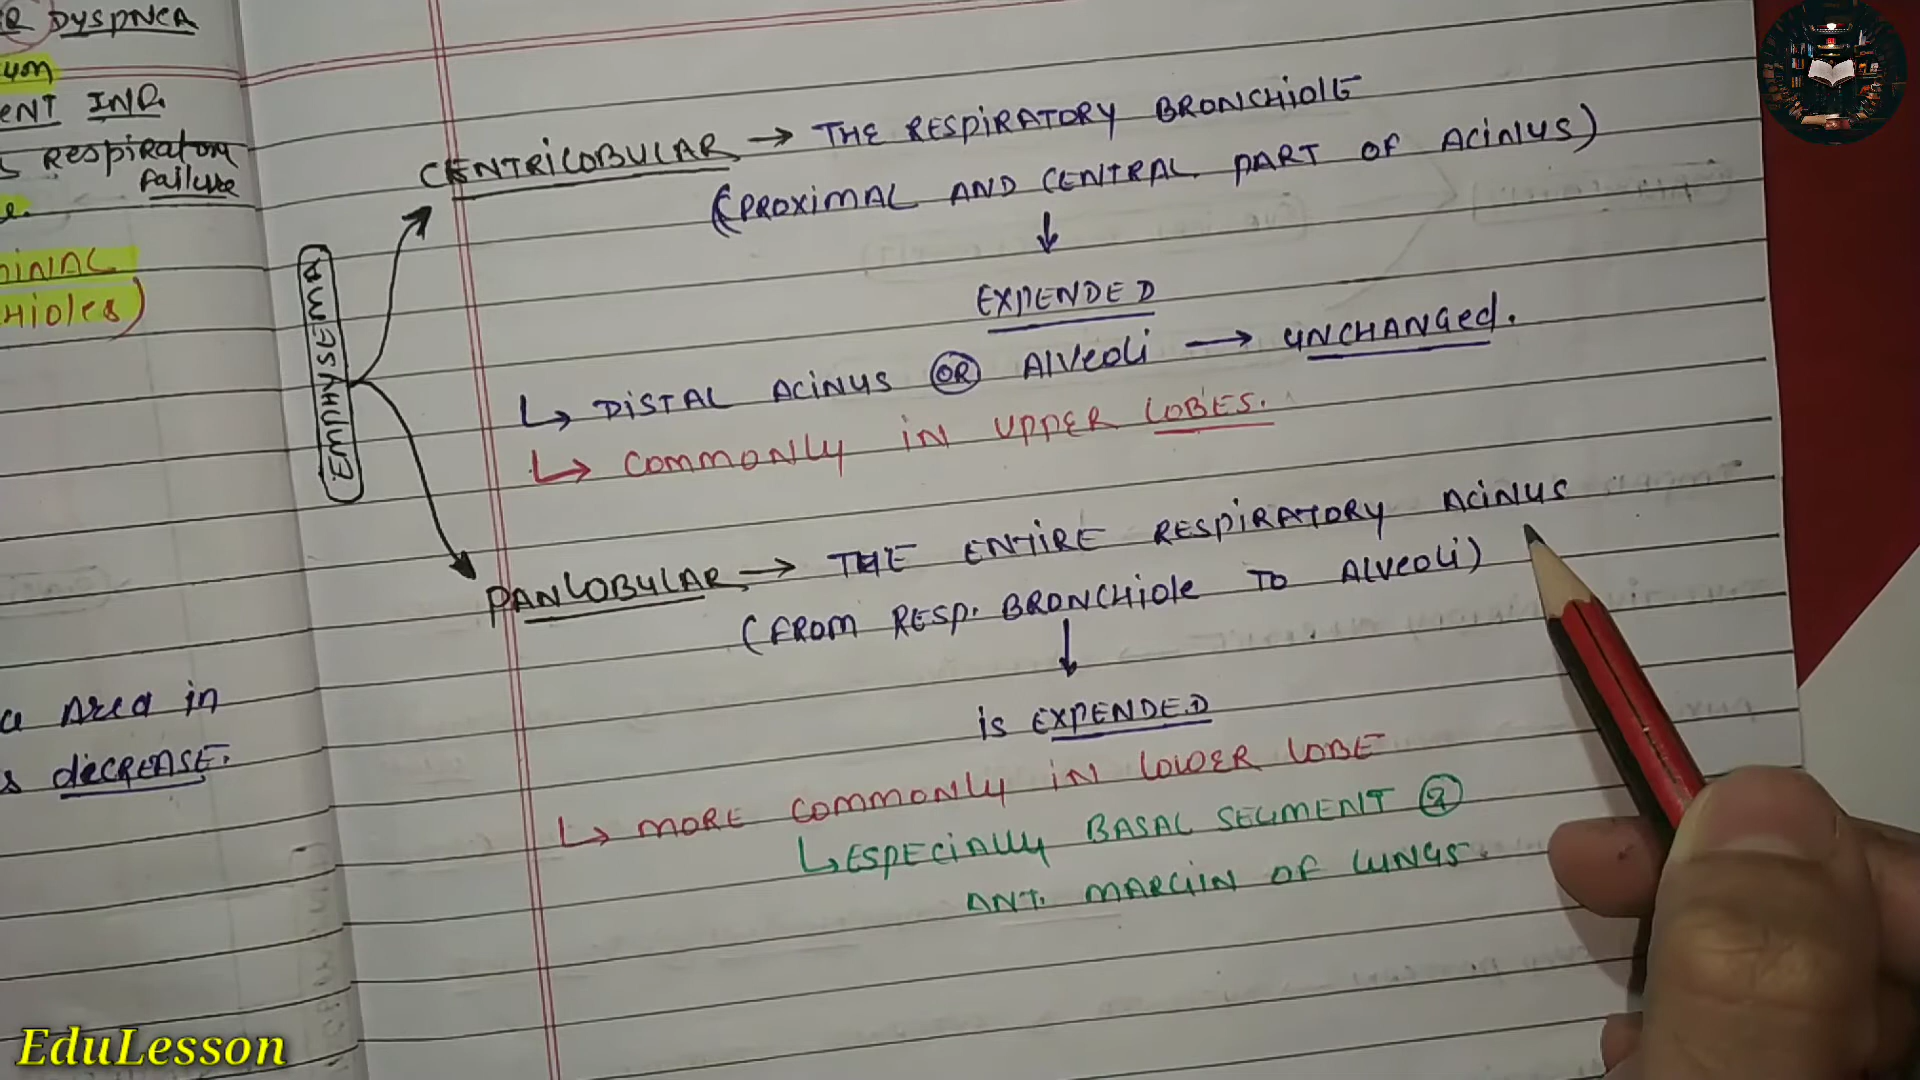 DYSPNEA
ENT IND.
RESPIRATORY
FAILURE
MINAL
HIOLES)
AREA IN
DECREASE.
EMPHYSEMA
CENTRILOBULAR → THE RESPIRATORY BRONCHIOLE
(PROXIMAL AND CENTRAL PART OF ACINUS)
↓
EXPENDED
↳ DISTAL ACINUS OR ALVEOLI → UNCHANGED.
↳ COMMONLY IN UPPER LOBES.
PANLOBULAR → THE ENTIRE RESPIRATORY ACINUS
(FROM RESP. BRONCHIOLE TO ALVEOLI)
↓
IS EXPENDED
↳ MORE COMMONLY IN LOWER LOBE
↳ ESPECIALLY BASAL SEGMENT &
ANT. MARGIN OF LUNGS.
EduLesson